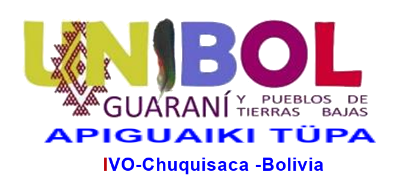 UNIBOL
GUARANÍ Y PUEBLOS DE
TIERRAS BAJAS
APIGUAIKI TÜPA
IVO-Chuquisaca -Bolivia